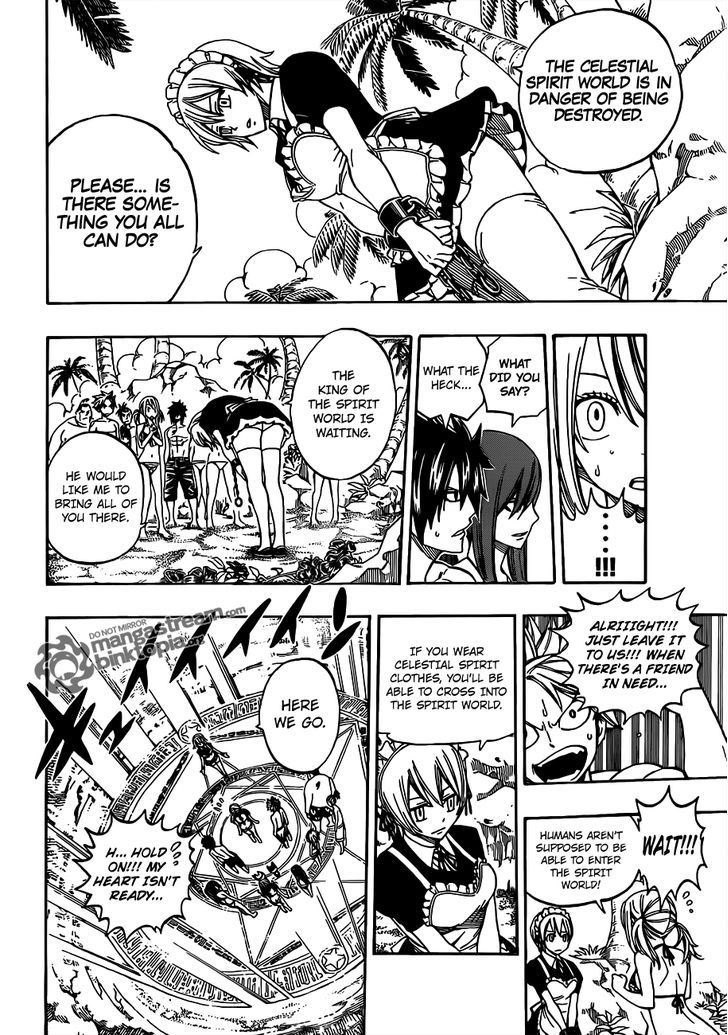 THE CELESTIAL
SPIRIT WORLD IS IN
DANGER OF BEING
DESTROYED.
PLEASE... IS
THERE SOME-
THING YOU ALL
CAN DO?
...
!!!
WHAT
DID YOU
SAY?
WHAT THE
HECK...
THE
KING OF
THE SPIRIT
WORLD IS
WAITING.
HE WOULD
LIKE ME TO
BRING ALL OF
YOU THERE.
ALRIIIGHT!!!
JUST LEAVE IT
TO US!!! WHEN
THERE'S A FRIEND
IN NEED...
WAIT!!!
HUMANS AREN'T
SUPPOSED TO BE
ABLE TO ENTER
THE SPIRIT
WORLD!
IF YOU WEAR
CELESTIAL SPIRIT
CLOTHES, YOU'LL BE
ABLE TO CROSS INTO
THE SPIRIT WORLD.
HERE
WE GO.
H... HOLD
ON!!! MY
HEART ISN'T
READY...
DO NOT MIRROR
mangastream.com
binktopia